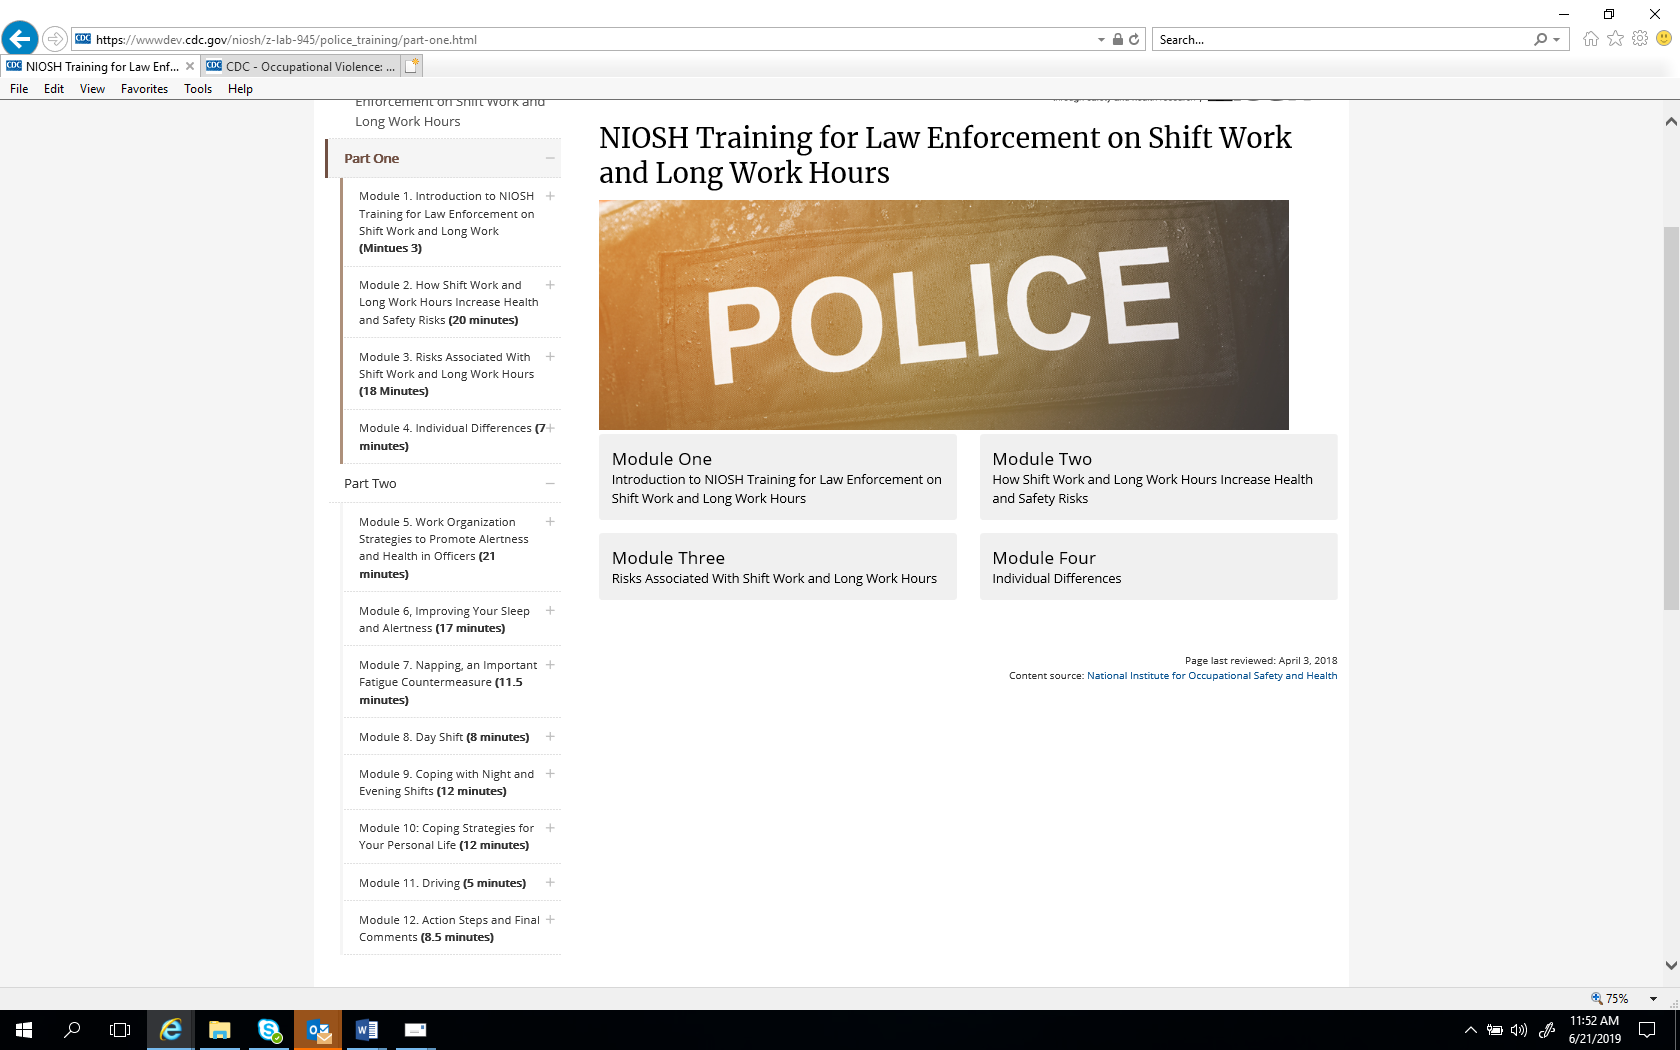 https://wwwdev.cdc.gov/niosh/z-lab-945/police_training/part-one.html
Search...
CDC NIOSH Training for Law Enf...
CDC CDC - Occupational Violence: ...
File Edit View Favorites Tools Help
Enforcement on Shift Work and
Long Work Hours
Part One
Module 1. Introduction to NIOSH
Training for Law Enforcement on
Shift Work and Long Work
(Mintues 3)
Module 2. How Shift Work and
Long Work Hours Increase Health
and Safety Risks (20 minutes)
Module 3. Risks Associated With
Shift Work and Long Work Hours
(18 Minutes)
Module 4. Individual Differences (7
minutes)
Part Two
Module 5. Work Organization
Strategies to Promote Alertness
and Health in Officers (21
minutes)
Module 6, Improving Your Sleep
and Alertness (17 minutes)
Module 7. Napping, an Important
Fatigue Countermeasure (11.5
minutes)
Module 8. Day Shift (8 minutes)
Module 9. Coping with Night and
Evening Shifts (12 minutes)
Module 10: Coping Strategies for
Your Personal Life (12 minutes)
Module 11. Driving (5 minutes)
Module 12. Action Steps and Final
Comments (8.5 minutes)
NIOSH Training for Law Enforcement on Shift Work
and Long Work Hours
POLICE
Module One
Introduction to NIOSH Training for Law Enforcement on
Shift Work and Long Work Hours
Module Two
How Shift Work and Long Work Hours Increase Health
and Safety Risks
Module Three
Risks Associated With Shift Work and Long Work Hours
Module Four
Individual Differences
Page last reviewed: April 3, 2018
Content source: National Institute for Occupational Safety and Health
75%
11:52 AM
6/21/2019